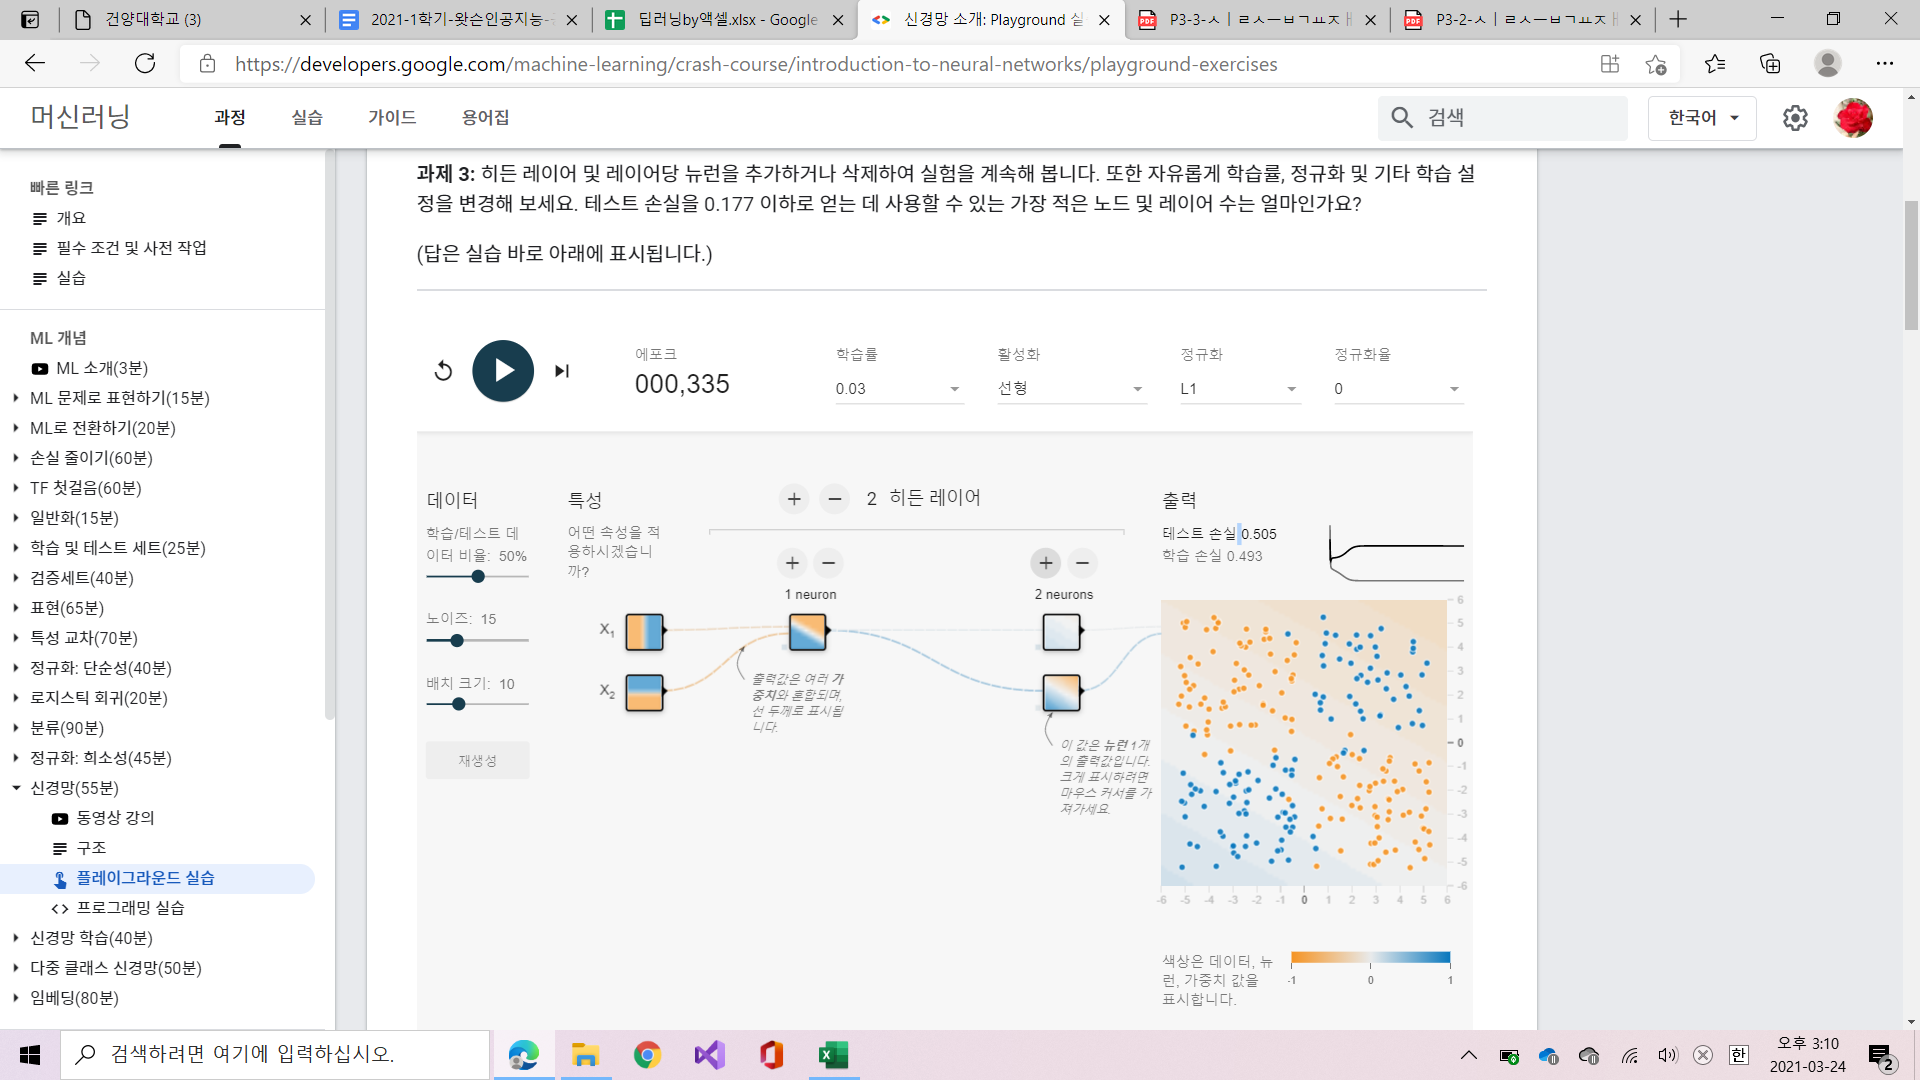 건양대학교 (3)
2021-1학기-왓슨인공지능-
딥러닝by액셀.xlsx - Google
신경망 소개: Playground 실
P3-3-ㅅㅣㄹㅅㅡㅂㄱㅛㅈㅐ
P3-2-ㅅㅣㄹㅅㅡㅂㄱㅛㅈㅐ
https://developers.google.com/machine-learning/crash-course/introduction-to-neural-networks/playground-exercises
머신러닝
과정
실습
가이드
용어집
검색
한국어
빠른 링크
개요
필수 조건 및 사전 작업
실습
ML 개념
ML 소개(3분)
ML 문제로 표현하기(15분)
ML로 전환하기(20분)
손실 줄이기(60분)
TF 첫걸음(60분)
일반화(15분)
학습 및 테스트 세트(25분)
검증세트(40분)
표현(65분)
특성 교차(70분)
정규화: 단순성(40분)
로지스틱 회귀(20분)
분류(90분)
정규화: 희소성(45분)
신경망(55분)
동영상 강의
구조
플레이그라운드 실습
프로그래밍 실습
신경망 학습(40분)
다중 클래스 신경망(50분)
임베딩(80분)
과제 3: 히든 레이어 및 레이어당 뉴런을 추가하거나 삭제하여 실험을 계속해 봅니다. 또한 자유롭게 학습률, 정규화 및 기타 학습 설
정을 변경해 보세요. 테스트 손실을 0.177 이하로 얻는 데 사용할 수 있는 가장 적은 노드 및 레이어 수는 얼마인가요?
(답은 실습 바로 아래에 표시됩니다.)
에포크
000,335
학습률
0.03
활성화
선형
정규화
L1
정규화율
0
데이터
학습/테스트 데
이터 비율: 50%
노이즈: 15
배치 크기: 10
재생성
특성
어떤 속성을 적
용하시겠습니
까?
X1
X2
2 히든 레이어
1 neuron
2 neurons
출력값은 여러 가
중치와 혼합되며,
선 두께로 표시됩
니다.
이 값은 뉴런 1개
의 출력값입니다.
크게 표시하려면
마우스 커서를 가
져가세요.
출력
테스트 손실 0.505
학습 손실 0.493
6
5
4
3
2
1
0
-1
-2
-3
-4
-5
-6
-6 -5 -4 -3 -2 -1 0 1 2 3 4 5 6
색상은 데이터, 뉴
런, 가중치 값을
표시합니다.
-1 0 1
검색하려면 여기에 입력하십시오.
한
오후 3:10
2021-03-24
2